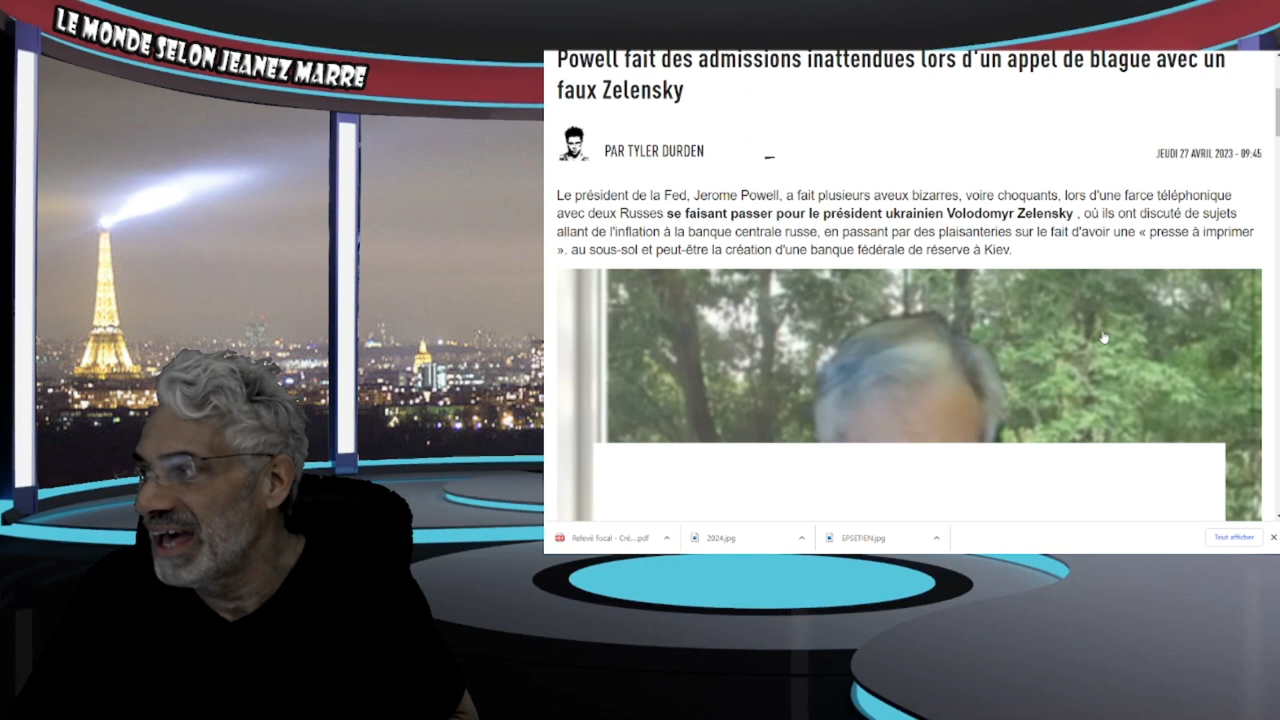 LE MONDE SELON JEANEZ MARRE
Powell fait des admissions inattendues lors d'un appel de blague avec un
faux Zelensky
PAR TYLER DURDEN
JEUDI 27 AVRIL 2023 - 09:45
Le président de la Fed, Jerome Powell, a fait plusieurs aveux bizarres, voire choquants, lors d'une farce téléphonique
avec deux Russes se faisant passer pour le président ukrainien Volodomyr Zelensky , où ils ont discuté de sujets
allant de l'inflation à la banque centrale russe, en passant par des plaisanteries sur le fait d'avoir une « presse à imprimer
». au sous-sol et peut-être la création d'une banque fédérale de réserve à Kiev.
Relevé fiscal - Cré....pdf
2024.jpg
EPSETIEN.jpg
Tout afficher